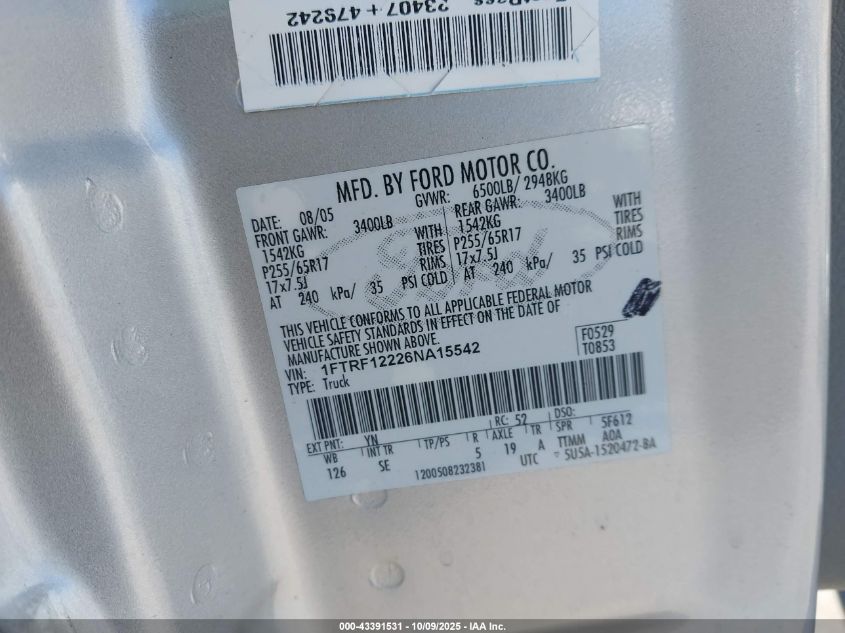 23407 + 479242
MFD. BY FORD MOTOR CO.
DATE: 08/05 GVWR: 6500LB/ 2948KG
FRONT GAWR: 3400LB REAR GAWR: 3400LB
1542KG WITH 1542KG WITH
P255/65R17 TIRES P255/65R17 TIRES
17x7.5J RIMS 17x7.5J RIMS
AT 240 kPa/ 35 PSI COLD AT 240 kPa/ 35 PSI COLD
THIS VEHICLE CONFORMS TO ALL APPLICABLE FEDERAL MOTOR
VEHICLE SAFETY STANDARDS IN EFFECT ON THE DATE OF
MANUFACTURE SHOWN ABOVE.
VIN: 1FTRF12226NA15542
TYPE: Truck
F0529
T0853
EXT PNT: YN RC: 52 DSO: 5F612
WB INT TR TP/PS R AXLE TR SPR A0A
126 SE 5 19 A TTMM
1200508232381 UTC 5USA-1520472-BA
Ford
000-43391531 - 10/09/2025 - IAA Inc.